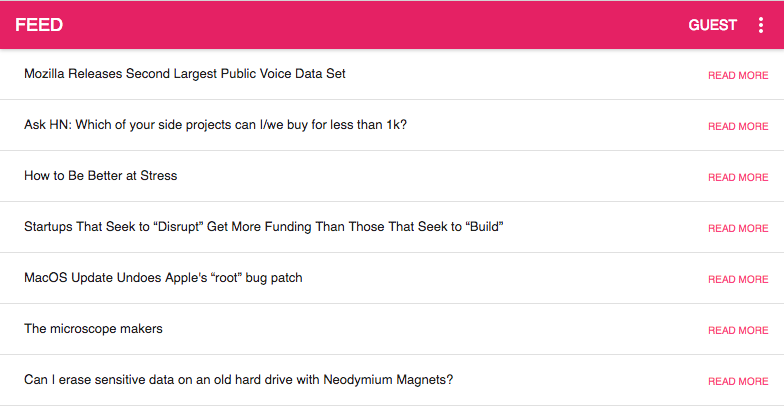 FEED GUEST
Mozilla Releases Second Largest Public Voice Data Set READ MORE
Ask HN: Which of your side projects can I/we buy for less than 1k? READ MORE
How to Be Better at Stress READ MORE
Startups That Seek to “Disrupt” Get More Funding Than Those That Seek to “Build” READ MORE
MacOS Update Undoes Apple's “root” bug patch READ MORE
The microscope makers READ MORE
Can I erase sensitive data on an old hard drive with Neodymium Magnets? READ MORE